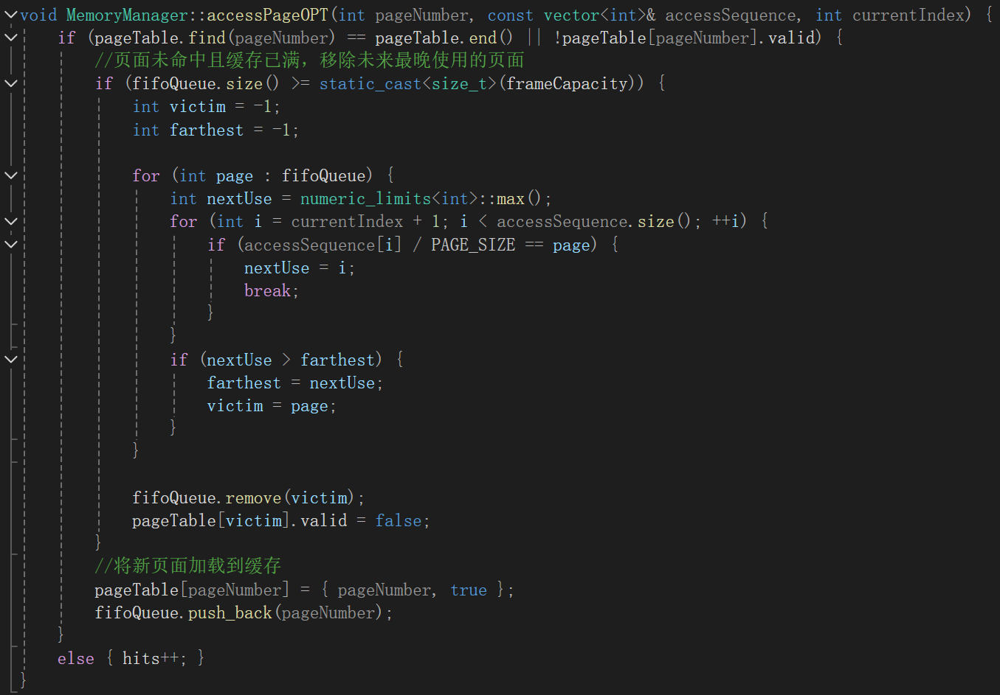 void MemoryManager::accessPageOPT(int pageNumber, const vector<int>& accessSequence, int currentIndex) {
    if (pageTable.find(pageNumber) == pageTable.end() || !pageTable[pageNumber].valid) {
        //页面未命中且缓存已满，移除未来最晚使用的页面
        if (fifoQueue.size() >= static_cast<size_t>(frameCapacity)) {
            int victim = -1;
            int farthest = -1;

            for (int page : fifoQueue) {
                int nextUse = numeric_limits<int>::max();
                for (int i = currentIndex + 1; i < accessSequence.size(); ++i) {
                    if (accessSequence[i] / PAGE_SIZE == page) {
                        nextUse = i;
                        break;
                    }
                }
                if (nextUse > farthest) {
                    farthest = nextUse;
                    victim = page;
                }
            }

            fifoQueue.remove(victim);
            pageTable[victim].valid = false;
        }
        //将新页面加载到缓存
        pageTable[pageNumber] = { pageNumber, true };
        fifoQueue.push_back(pageNumber);
    }
    else { hits++; }
}